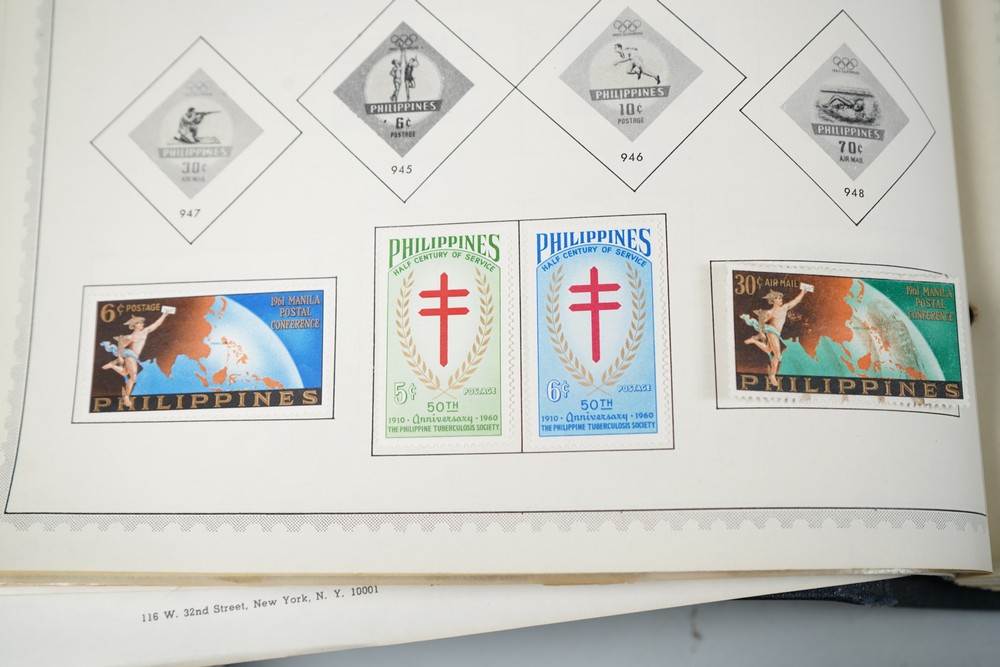 PHILIPPINES
30¢
AIR MAIL
947
PHILIPPINES
6¢
POSTAGE
945
PHILIPPINES
10¢
POSTAGE
946
PHILIPPINES
70¢
AIR MAIL
948
6¢ POSTAGE
1961 MANILA
POSTAL
CONFERENCE
PHILIPPINES
PHILIPPINES
HALF CENTURY OF SERVICE
5¢ POSTAGE
50TH
1910 · Anniversary · 1960
THE PHILIPPINE TUBERCULOSIS SOCIETY
PHILIPPINES
HALF CENTURY OF SERVICE
6¢ POSTAGE
50TH
1910 · Anniversary · 1960
THE PHILIPPINE TUBERCULOSIS SOCIETY
30¢ AIR MAIL
1961 MANILA
POSTAL
CONFERENCE
PHILIPPINES
116 W. 32nd Street, New York, N. Y. 10001